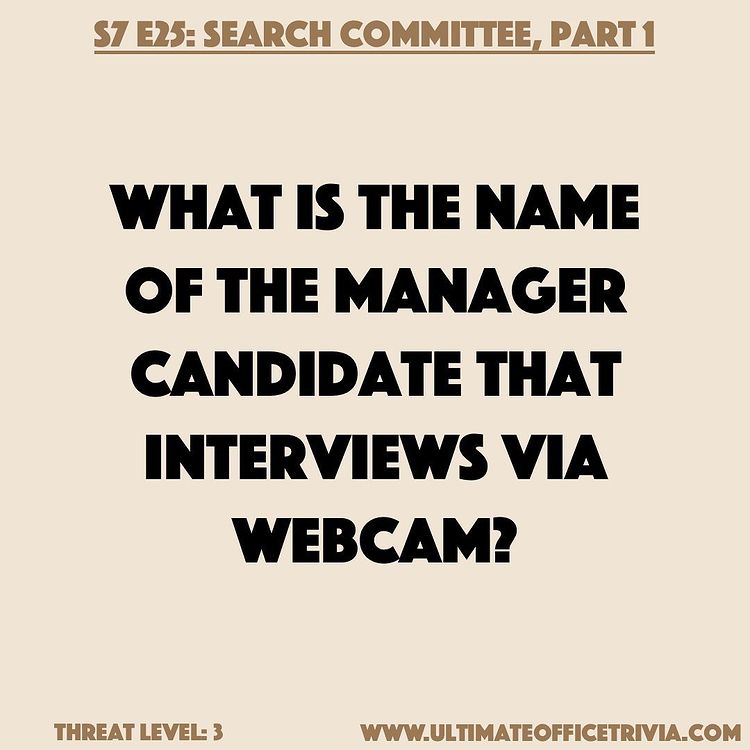 S7 E25: SEARCH COMMITTEE, PART 1
WHAT IS THE NAME
OF THE MANAGER
CANDIDATE THAT
INTERVIEWS VIA
WEBCAM?
THREAT LEVEL: 3
WWW.ULTIMATEOFFICETRIVIA.COM